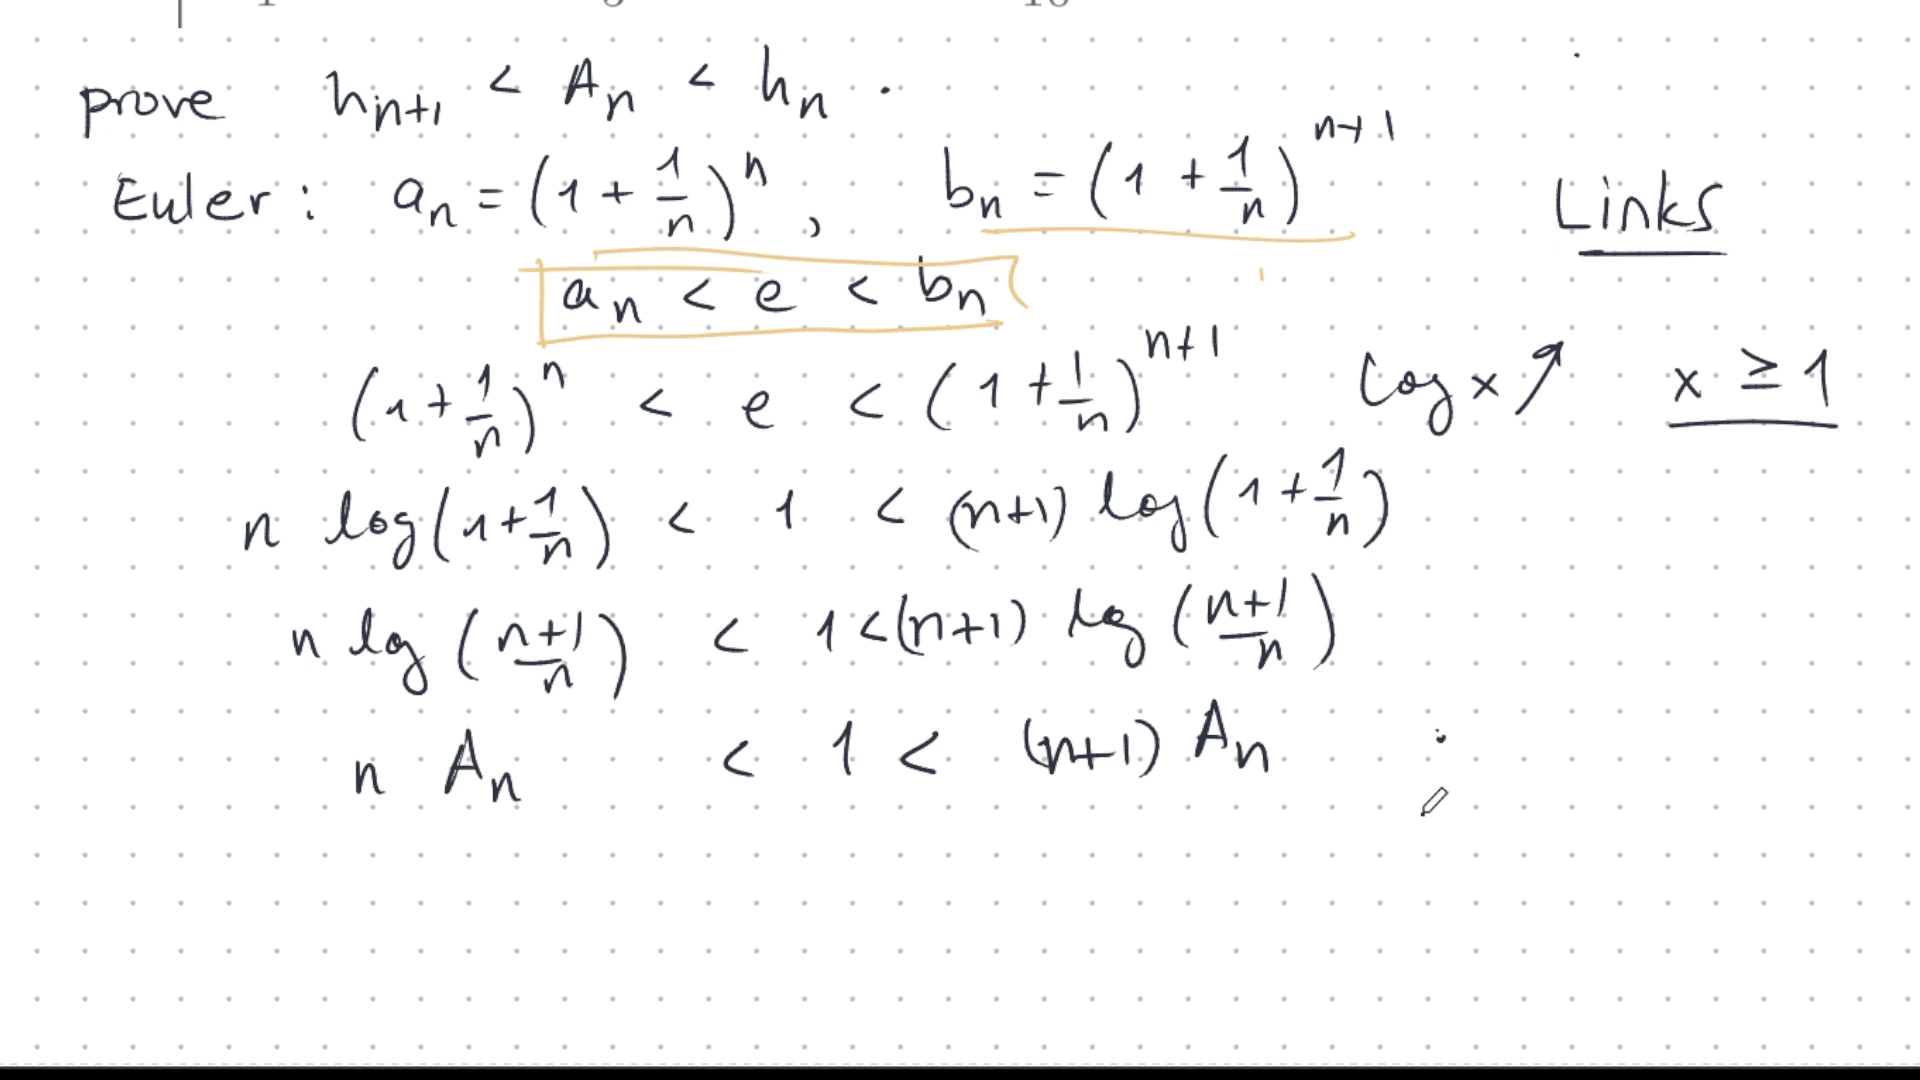 prove h_{n+1} < A_n < h_n .
Euler : a_n = (1 + 1/n)^n , b_n = (1 + 1/n)^{n+1} Links
a_n < e < b_n
(1 + 1/n)^n < e < (1 + 1/n)^{n+1} log x ↗ x ≥ 1
n log(1 + 1/n) < 1 < (n+1) log(1 + 1/n)
n log((n+1)/n) < 1 < (n+1) log((n+1)/n)
n A_n < 1 < (n+1) A_n